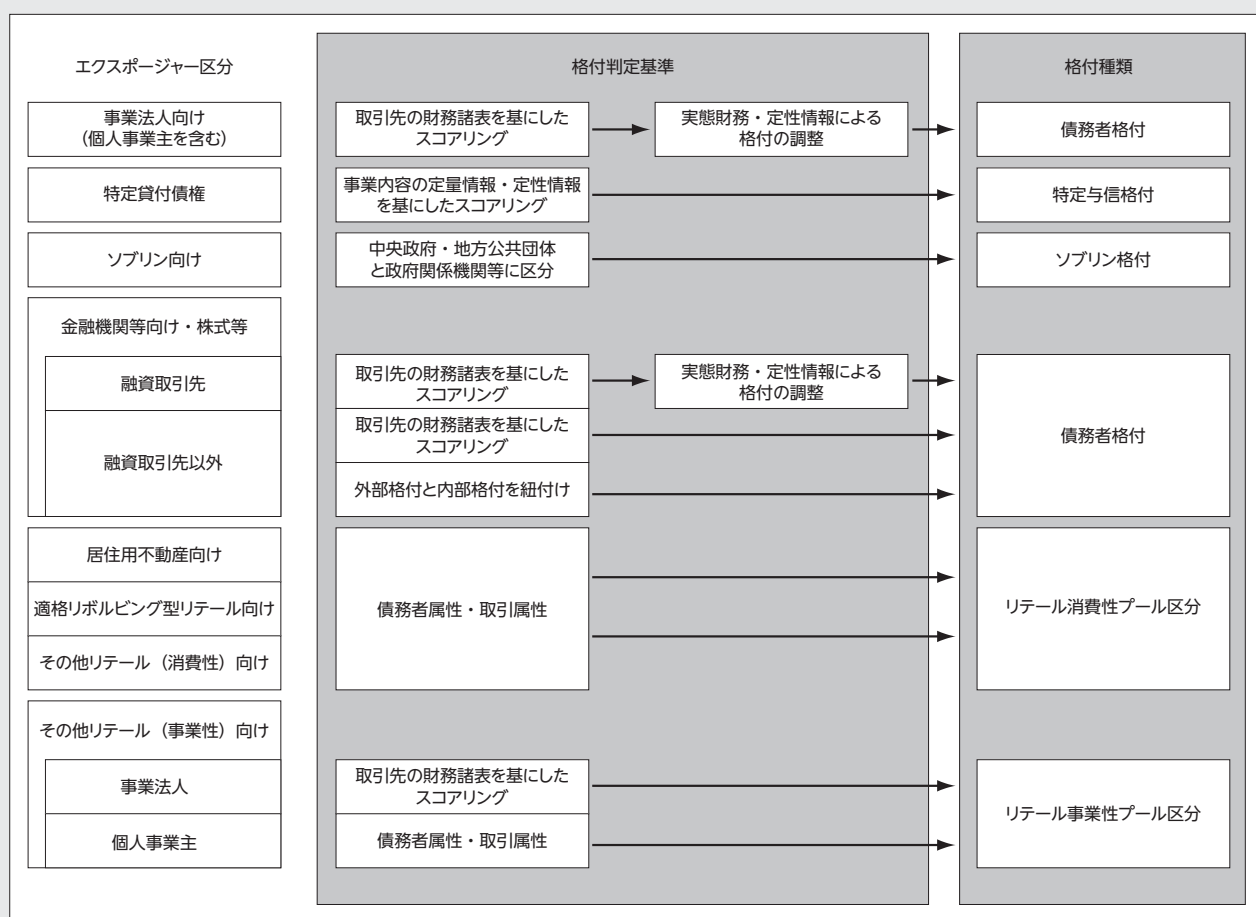 エクスポージャー区分
格付判定基準
格付種類
事業法人向け
(個人事業主を含む)
取引先の財務諸表を基にした
スコアリング
実態財務・定性情報による
格付の調整
債務者格付
特定貸付債権
事業内容の定量情報・定性情報
を基にしたスコアリング
特定与信格付
ソブリン向け
中央政府・地方公共団体
と政府関係機関等に区分
ソブリン格付
金融機関等向け・株式等
融資取引先
取引先の財務諸表を基にした
スコアリング
実態財務・定性情報による
格付の調整
融資取引先以外
取引先の財務諸表を基にした
スコアリング
外部格付と内部格付を紐付け
債務者格付
居住用不動産向け
適格リボルビング型リテール向け
その他リテール(消費性)向け
債務者属性・取引属性
リテール消費性プール区分
その他リテール(事業性)向け
事業法人
取引先の財務諸表を基にした
スコアリング
個人事業主
債務者属性・取引属性
リテール事業性プール区分